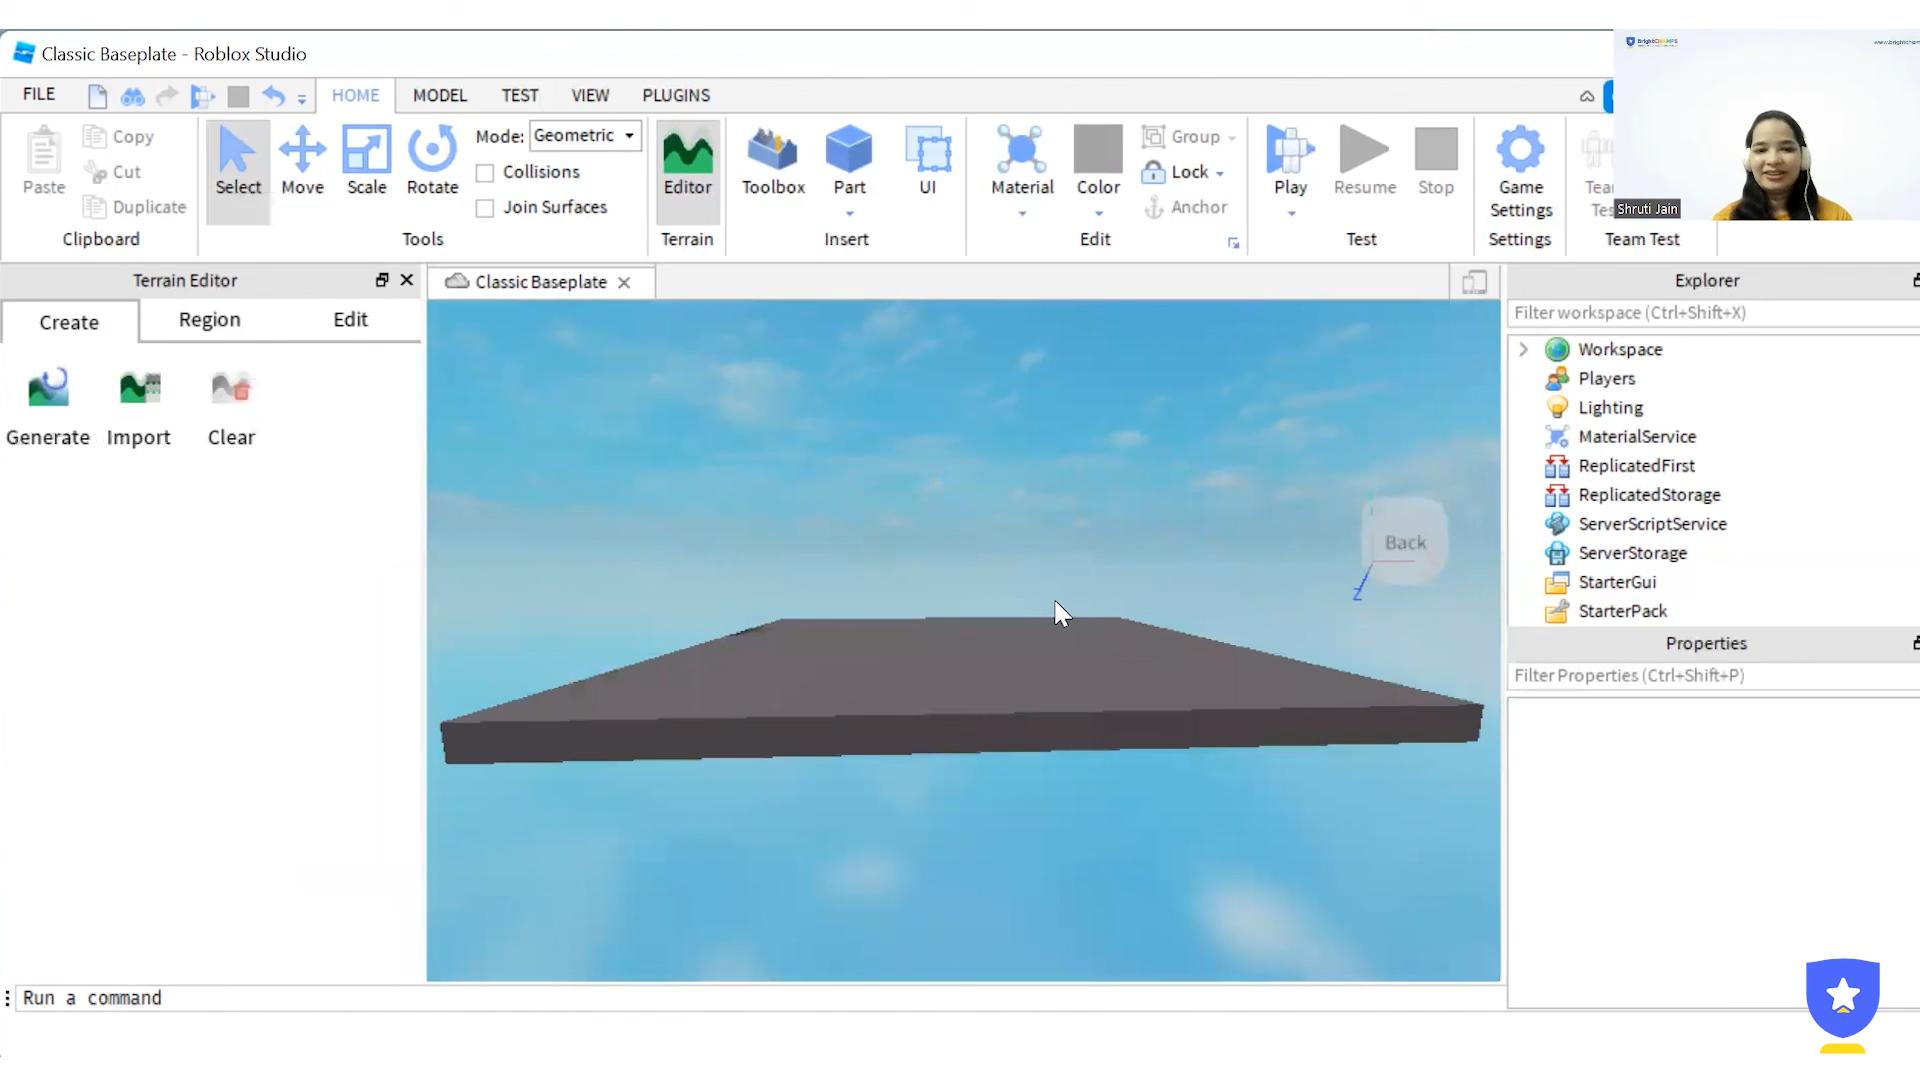 Classic Baseplate - Roblox Studio
BrightCHAMPS
FILE HOME MODEL TEST VIEW PLUGINS
Paste
Copy
Cut
Duplicate
Clipboard
Select Move Scale Rotate
Mode: Geometric
Collisions
Join Surfaces
Tools
Editor
Terrain
Toolbox Part UI
Insert
Material Color
Group
Lock
Anchor
Edit
Play Resume Stop
Test
Game
Settings
Settings
Team Test
Shruti Jain
Terrain Editor
Create Region Edit
Generate Import Clear
Classic Baseplate
Back
Z
Explorer
Filter workspace (Ctrl+Shift+X)
Workspace
Players
Lighting
MaterialService
ReplicatedFirst
ReplicatedStorage
ServerScriptService
ServerStorage
StarterGui
StarterPack
Properties
Filter Properties (Ctrl+Shift+P)
Run a command